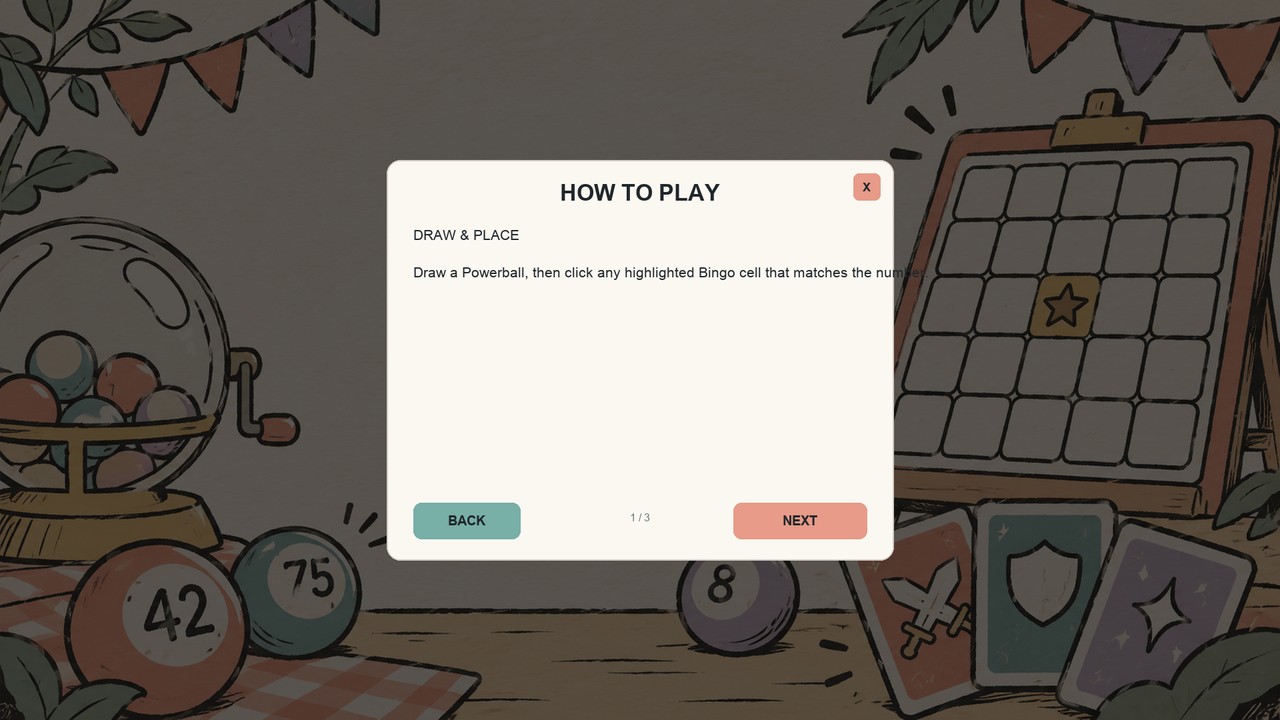 HOW TO PLAY
X
DRAW & PLACE
Draw a Powerball, then click any highlighted Bingo cell that matches the number.
BACK
1 / 3
NEXT
75
42
8